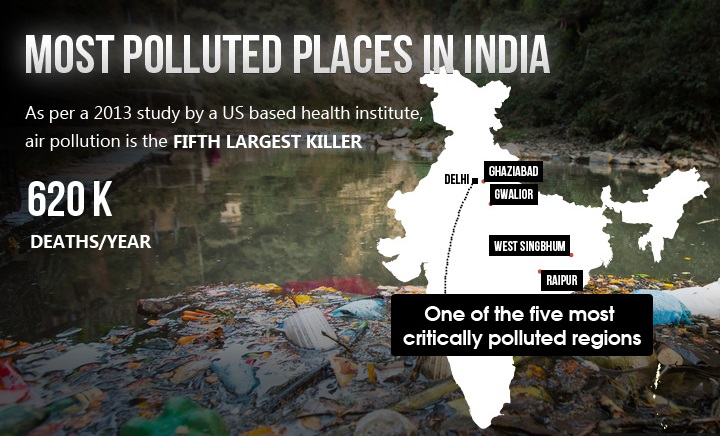 MOST POLLUTED PLACES IN INDIA
As per a 2013 study by a US based health institute,
air pollution is the FIFTH LARGEST KILLER
620 K
DEATHS/YEAR
DELHI
GHAZIABAD
GWALIOR
WEST SINGBHUM
RAIPUR
One of the five most
critically polluted regions